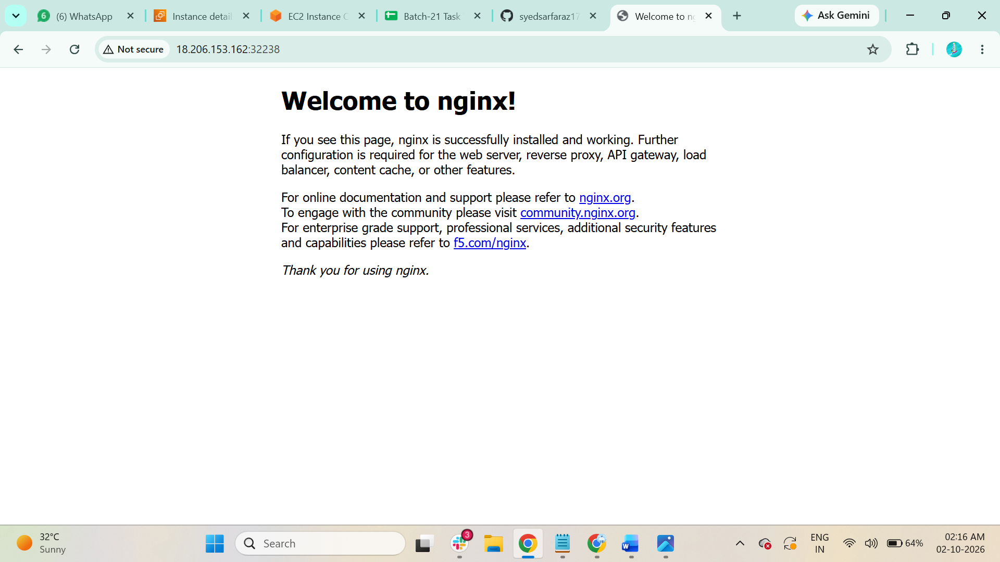 6
(6) WhatsApp
Instance detail
EC2 Instance C
Batch-21 Task
syedsarfaraz17
Welcome to ng
Ask Gemini
Not secure
18.206.153.162:32238
Welcome to nginx!
If you see this page, nginx is successfully installed and working. Further
configuration is required for the web server, reverse proxy, API gateway, load
balancer, content cache, or other features.
For online documentation and support please refer to nginx.org.
To engage with the community please visit community.nginx.org.
For enterprise grade support, professional services, additional security features
and capabilities please refer to f5.com/nginx.
Thank you for using nginx.
32°C
Sunny
Search
3
W
ENG
IN
64%
02:16 AM
02-10-2026